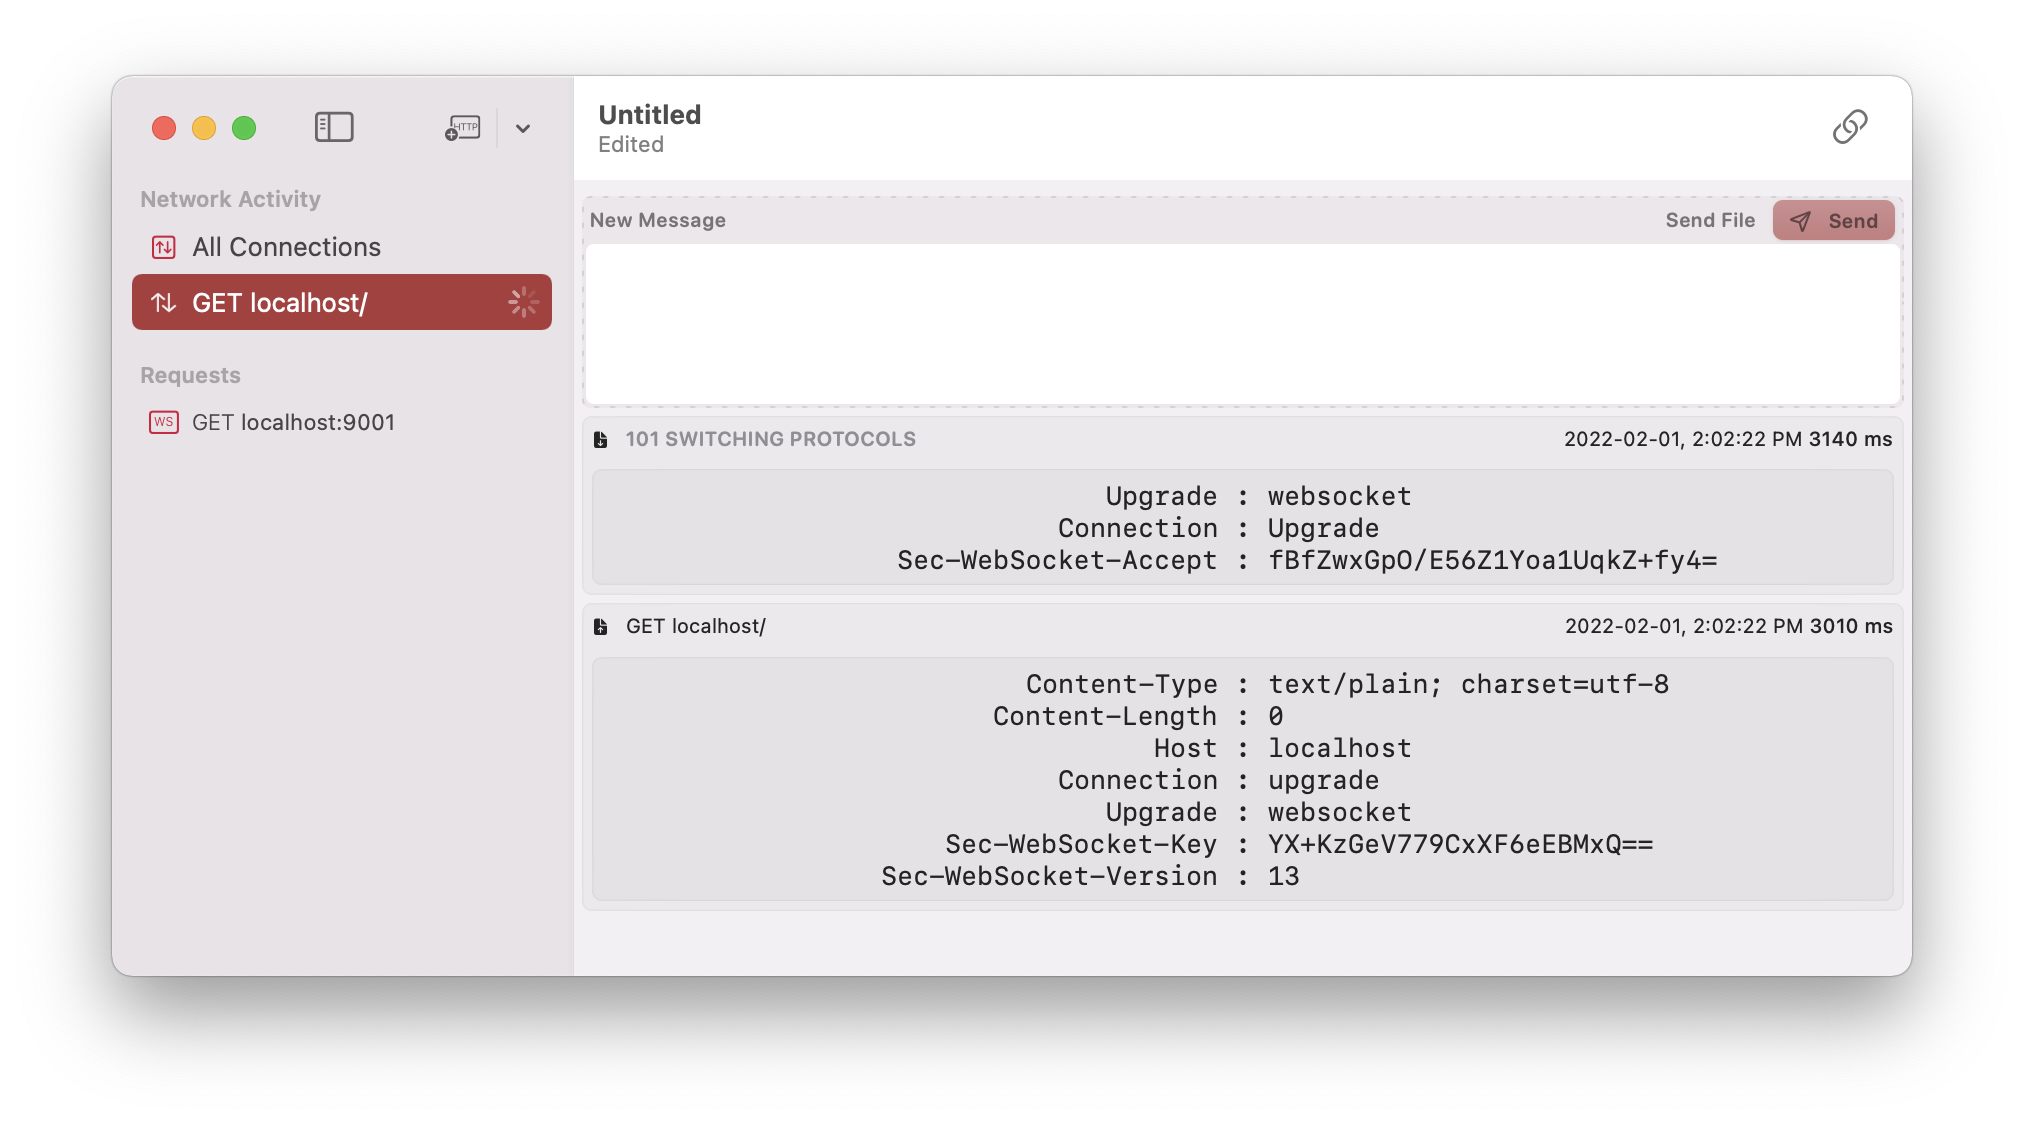 HTTP
Untitled
Edited
Network Activity
All Connections
GET localhost/
Requests
WS GET localhost:9001
New Message Send File Send
101 SWITCHING PROTOCOLS 2022-02-01, 2:02:22 PM 3140 ms
Upgrade : websocket
Connection : Upgrade
Sec-WebSocket-Accept : fBfZwxGpO/E56Z1Yoa1UqkZ+fy4=
GET localhost/ 2022-02-01, 2:02:22 PM 3010 ms
Content-Type : text/plain; charset=utf-8
Content-Length : 0
Host : localhost
Connection : upgrade
Upgrade : websocket
Sec-WebSocket-Key : YX+KzGeV779CxXF6eEBMxQ==
Sec-WebSocket-Version : 13